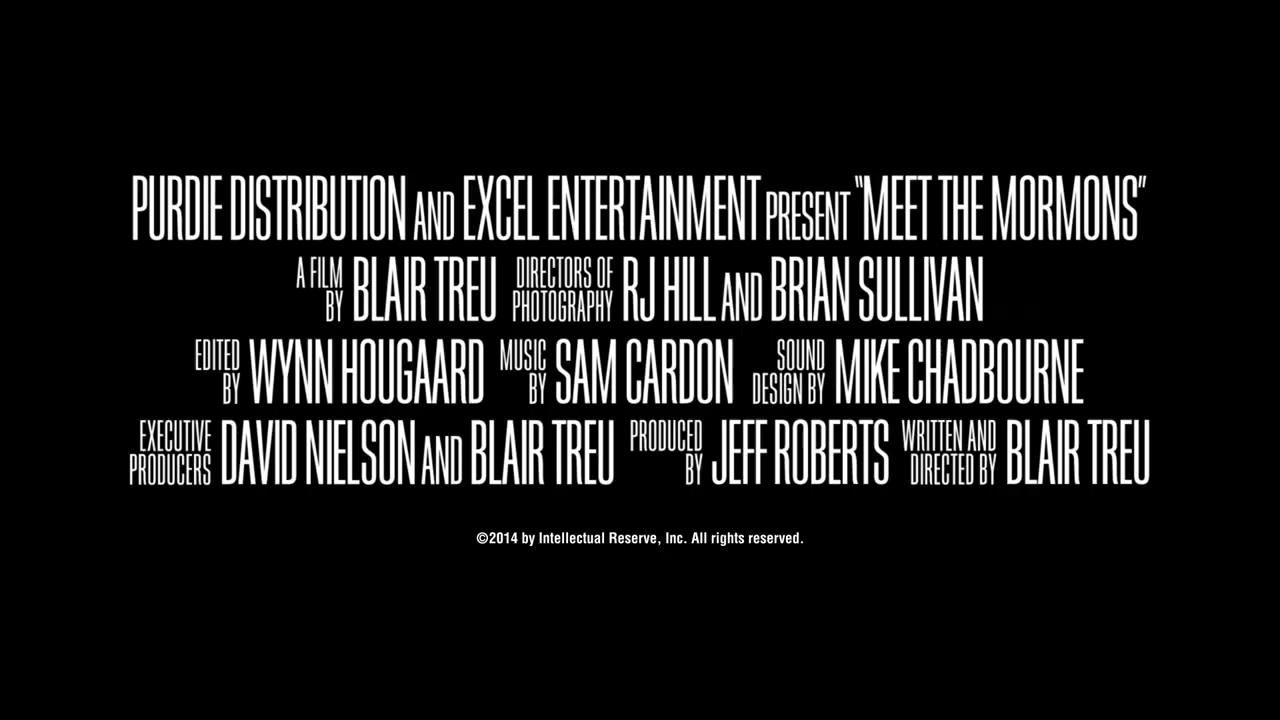 PURDIE DISTRIBUTION AND EXCEL ENTERTAINMENT PRESENT "MEET THE MORMONS"
A FILM BY BLAIR TREU DIRECTORS OF PHOTOGRAPHY RJ HILL AND BRIAN SULLIVAN
EDITED BY WYNN HOUGAARD MUSIC BY SAM CARDON SOUND DESIGN BY MIKE CHADBOURNE
EXECUTIVE PRODUCERS DAVID NIELSON AND BLAIR TREU PRODUCED BY JEFF ROBERTS WRITTEN AND DIRECTED BY BLAIR TREU
©2014 by Intellectual Reserve, Inc. All rights reserved.